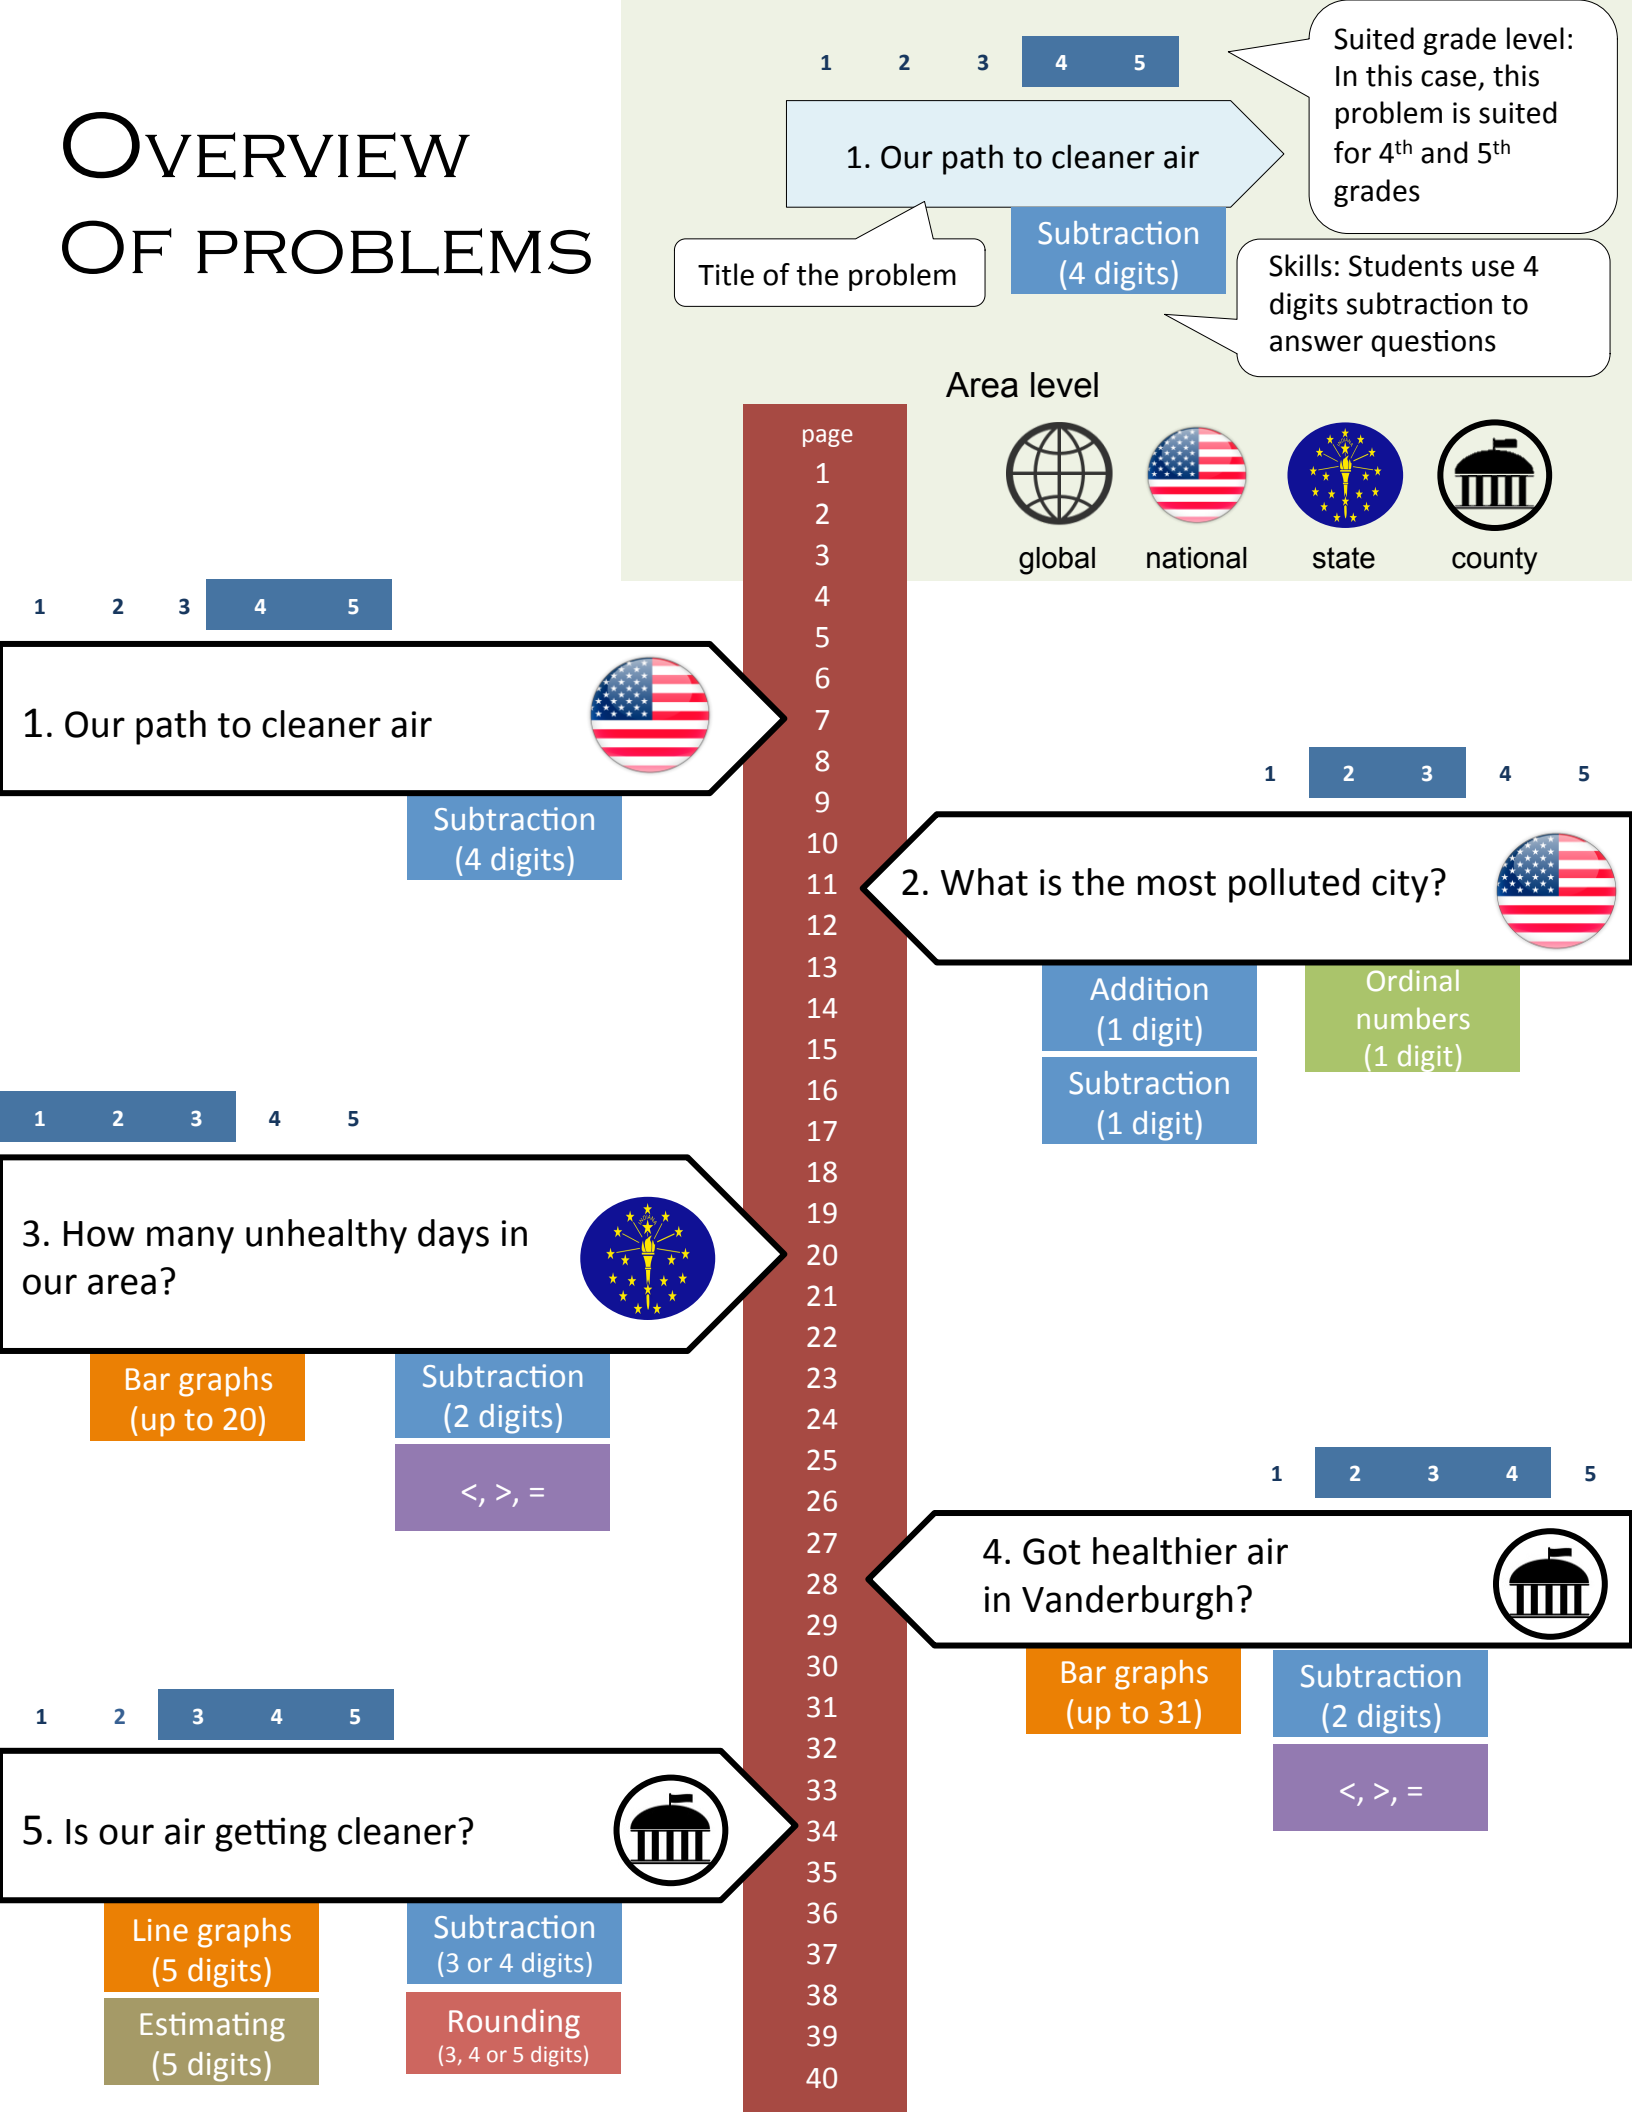 OVERVIEW
OF PROBLEMS
1 2 3 4 5
1. Our path to cleaner air
Subtraction
(4 digits)
Title of the problem
Suited grade level:
In this case, this
problem is suited
for 4th and 5th
grades
Skills: Students use 4
digits subtraction to
answer questions
Area level
global national state county
page
1
2
3
4
5
6
7
8
9
10
11
12
13
14
15
16
17
18
19
20
21
22
23
24
25
26
27
28
29
30
31
32
33
34
35
36
37
38
39
40
1 2 3 4 5
1. Our path to cleaner air
Subtraction
(4 digits)
1 2 3 4 5
2. What is the most polluted city?
Addition
(1 digit)
Subtraction
(1 digit)
Ordinal
numbers
(1 digit)
1 2 3 4 5
3. How many unhealthy days in
our area?
Bar graphs
(up to 20)
Subtraction
(2 digits)
<, >, =
1 2 3 4 5
4. Got healthier air
in Vanderburgh?
Bar graphs
(up to 31)
Subtraction
(2 digits)
<, >, =
1 2 3 4 5
5. Is our air getting cleaner?
Line graphs
(5 digits)
Estimating
(5 digits)
Subtraction
(3 or 4 digits)
Rounding
(3, 4 or 5 digits)